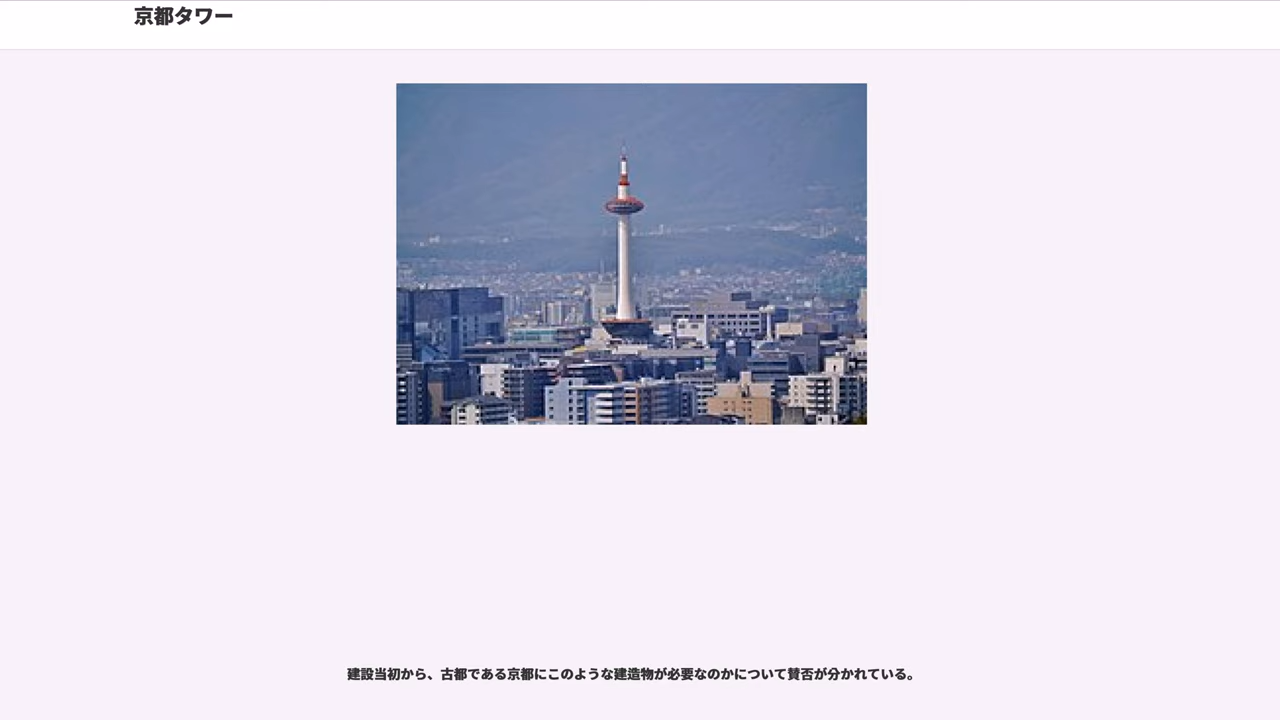 京都タワー
建設当初から、古都である京都にこのような建造物が必要なのかについて賛否が分かれている。